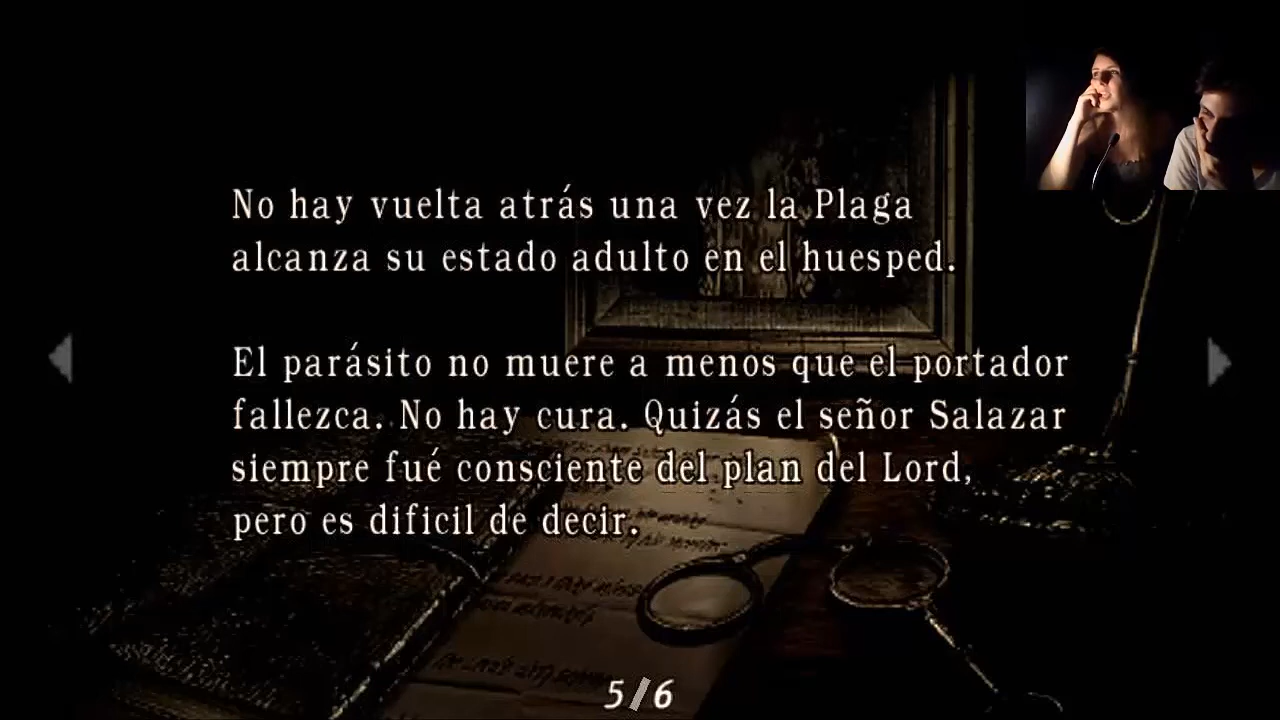 No hay vuelta atrás una vez la Plaga
alcanza su estado adulto en el huesped.
El parásito no muere a menos que el portador
fallezca. No hay cura. Quizás el señor Salazar
siempre fué consciente del plan del Lord,
pero es dificil de decir.
5/6